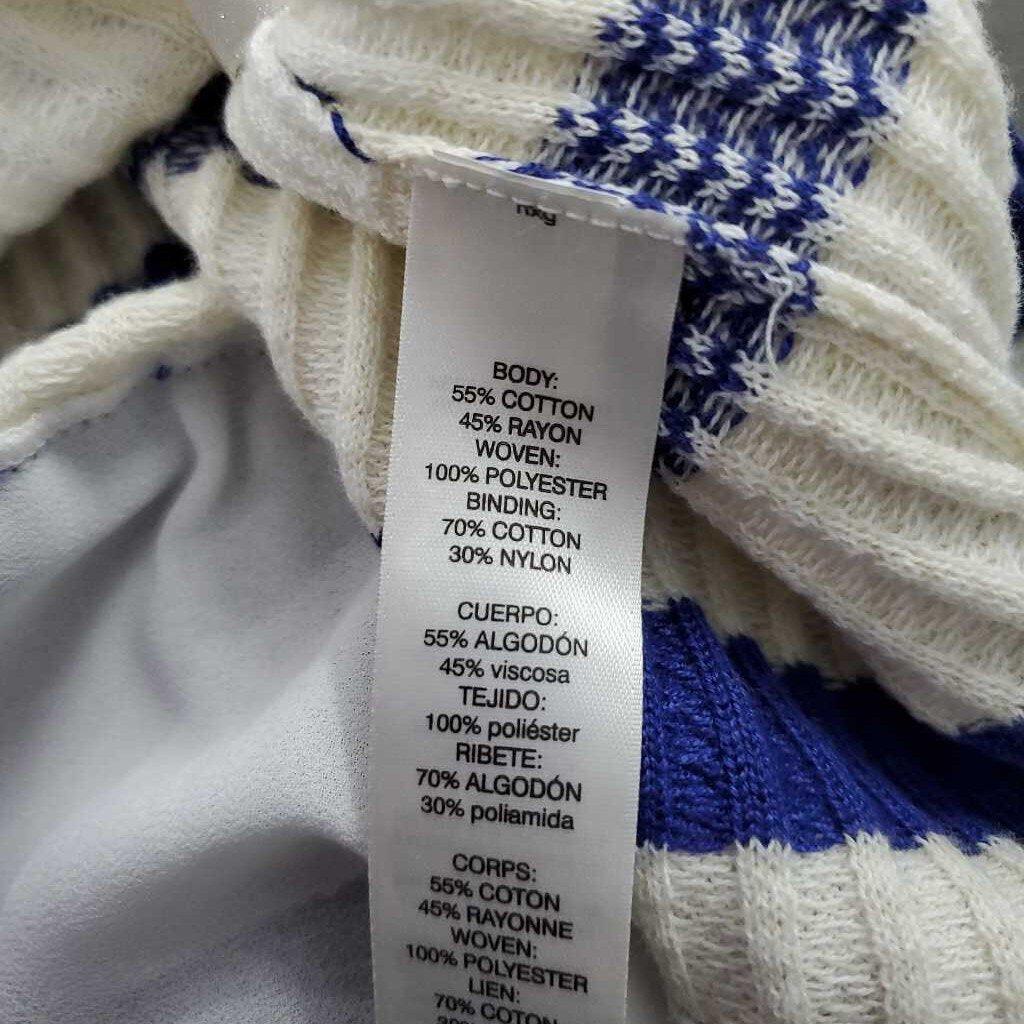 BODY:
55% COTTON
45% RAYON
WOVEN:
100% POLYESTER
BINDING:
70% COTTON
30% NYLON
CUERPO:
55% ALGODÓN
45% viscosa
TEJIDO:
100% poliéster
RIBETE:
70% ALGODÓN
30% poliamida
CORPS:
55% COTON
45% RAYONNE
WOVEN:
100% POLYESTER
LIEN:
70% COTON